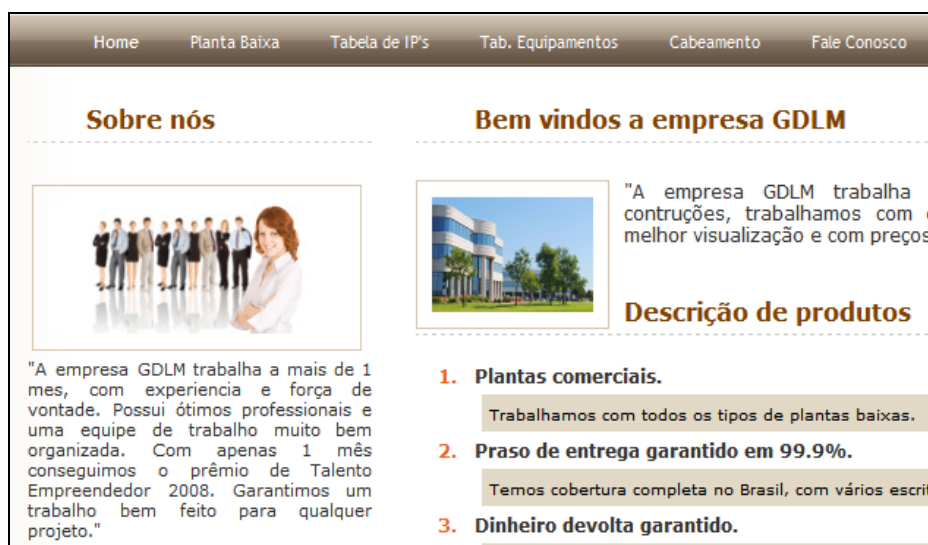 Home Planta Baixa Tabela de IP's Tab. Equipamentos Cabeamento Fale Conosco
Sobre nós
"A empresa GDLM trabalha a mais de 1
mes, com experiencia e força de
vontade. Possui ótimos professionais e
uma equipe de trabalho muito bem
organizada. Com apenas 1 mês
conseguimos o prêmio de Talento
Empreendedor 2008. Garantimos um
trabalho bem feito para qualquer
projeto."
Bem vindos a empresa GDLM
"A empresa GDLM trabalha
contruções, trabalhamos com
melhor visualização e com preços
Descrição de produtos
1. Plantas comerciais.
Trabalhamos com todos os tipos de plantas baixas.
2. Praso de entrega garantido em 99.9%.
Temos cobertura completa no Brasil, com vários
3. Dinheiro devolta garantido.